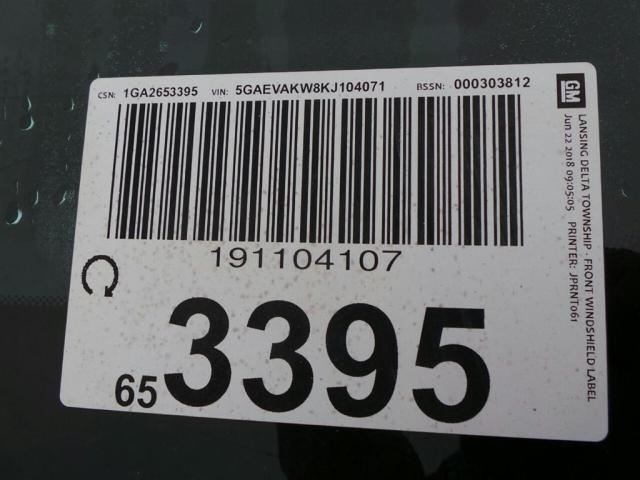 CSN: 1GA2653395 VIN: 5GAEVAKW8KJ104071 BSSN: 000303812
191104107
65 3395
GM
LANSING DELTA TOWNSHIP - FRONT WINDSHIELD LABEL
Jun 22 2018 09:05:05 PRINTER: JPRNT061